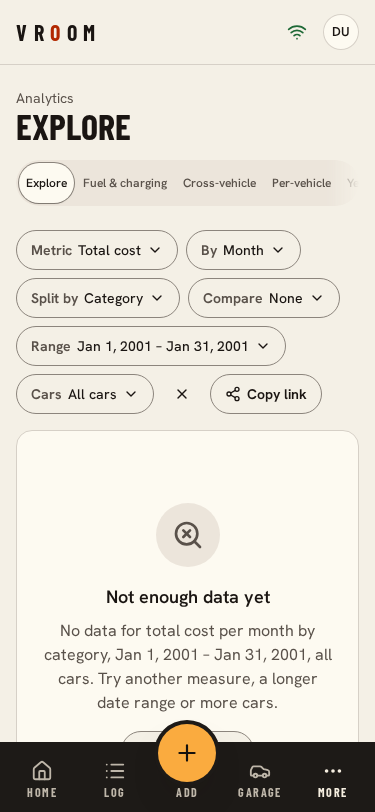 VROOM
DU
Analytics
EXPLORE
Explore Fuel & charging Cross-vehicle Per-vehicle
Metric Total cost By Month
Split by Category Compare None
Range Jan 1, 2001 – Jan 31, 2001
Cars All cars Copy link
Not enough data yet
No data for total cost per month by
category, Jan 1, 2001 – Jan 31, 2001, all
cars. Try another measure, a longer
date range or more cars.
HOME LOG ADD GARAGE MORE